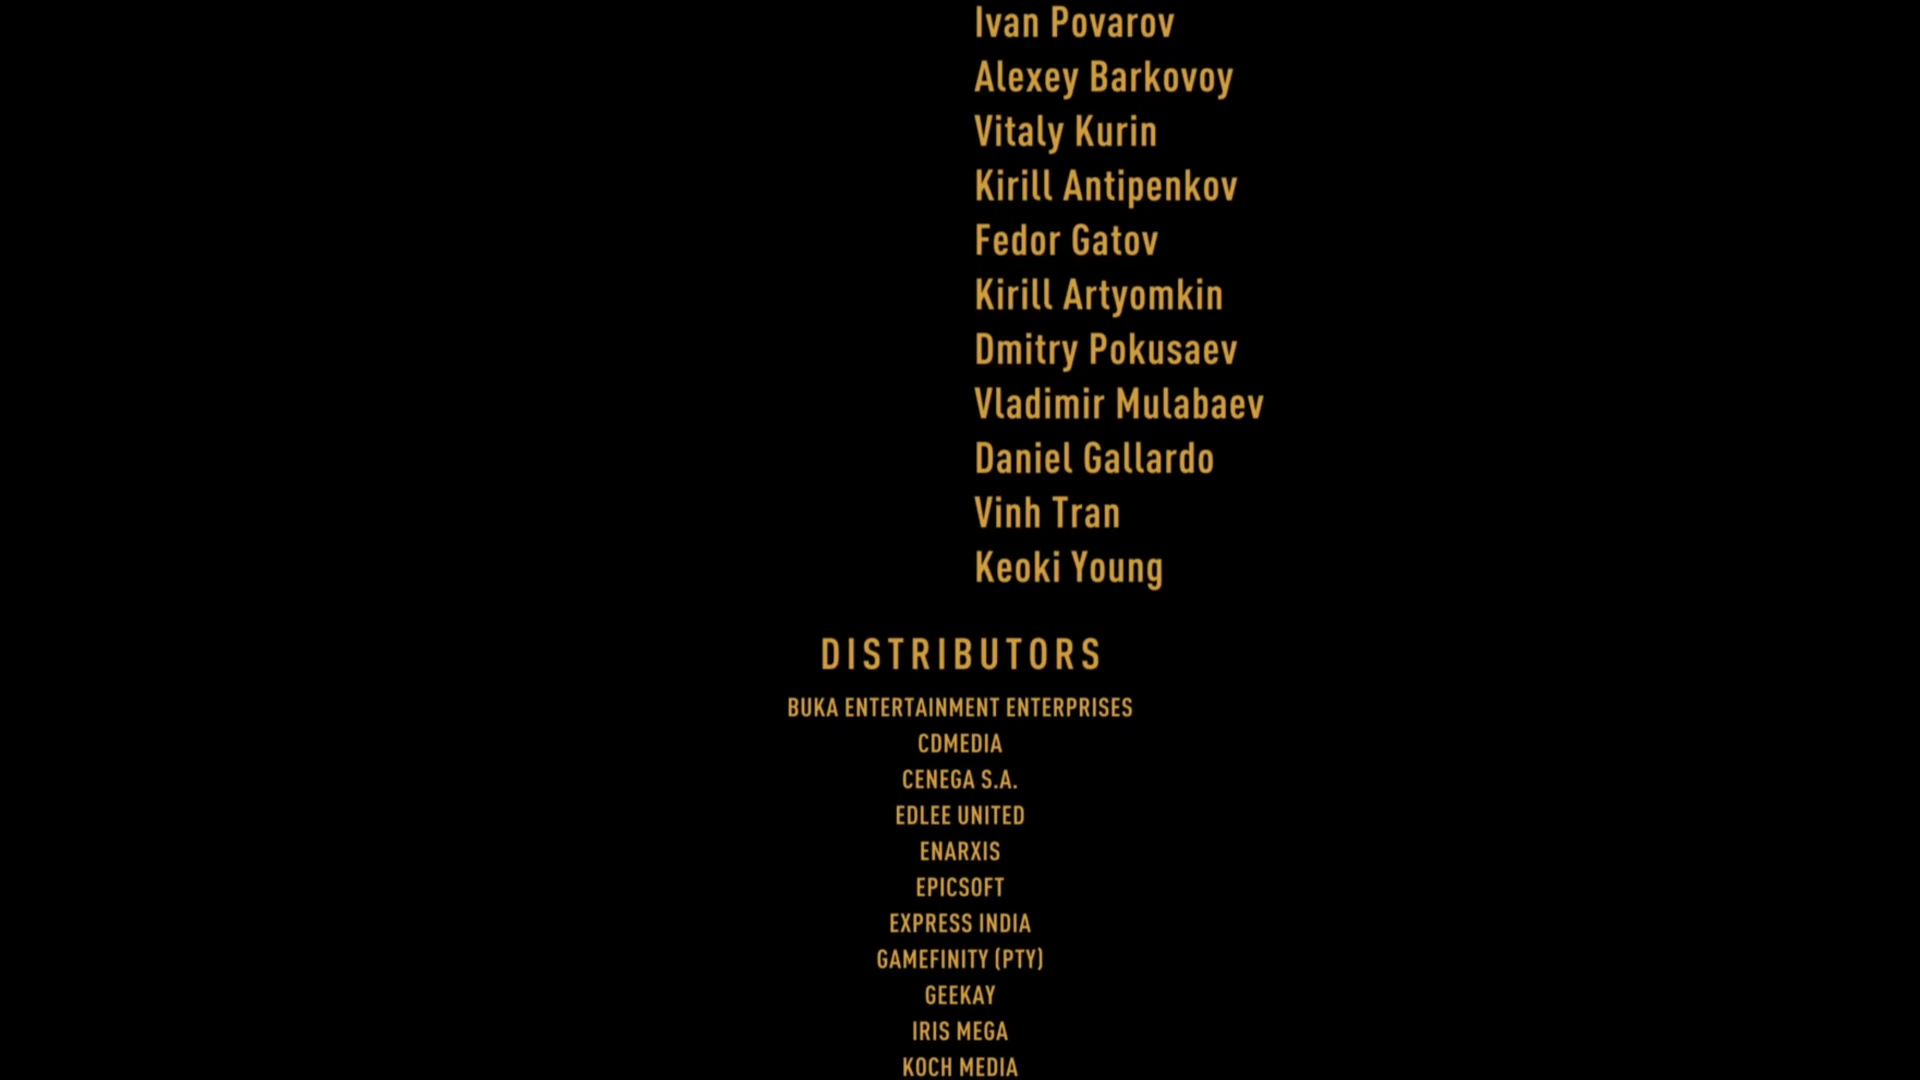 Ivan Povarov
Alexey Barkovoy
Vitaly Kurin
Kirill Antipenkov
Fedor Gatov
Kirill Artyomkin
Dmitry Pokusaev
Vladimir Mulabaev
Daniel Gallardo
Vinh Tran
Keoki Young
DISTRIBUTORS
BUKA ENTERTAINMENT ENTERPRISES
CDMEDIA
CENEGA S.A.
EDLEE UNITED
ENARXIS
EPICSOFT
EXPRESS INDIA
GAMEFINITY (PTY)
GEEKAY
IRIS MEGA
KOCH MEDIA